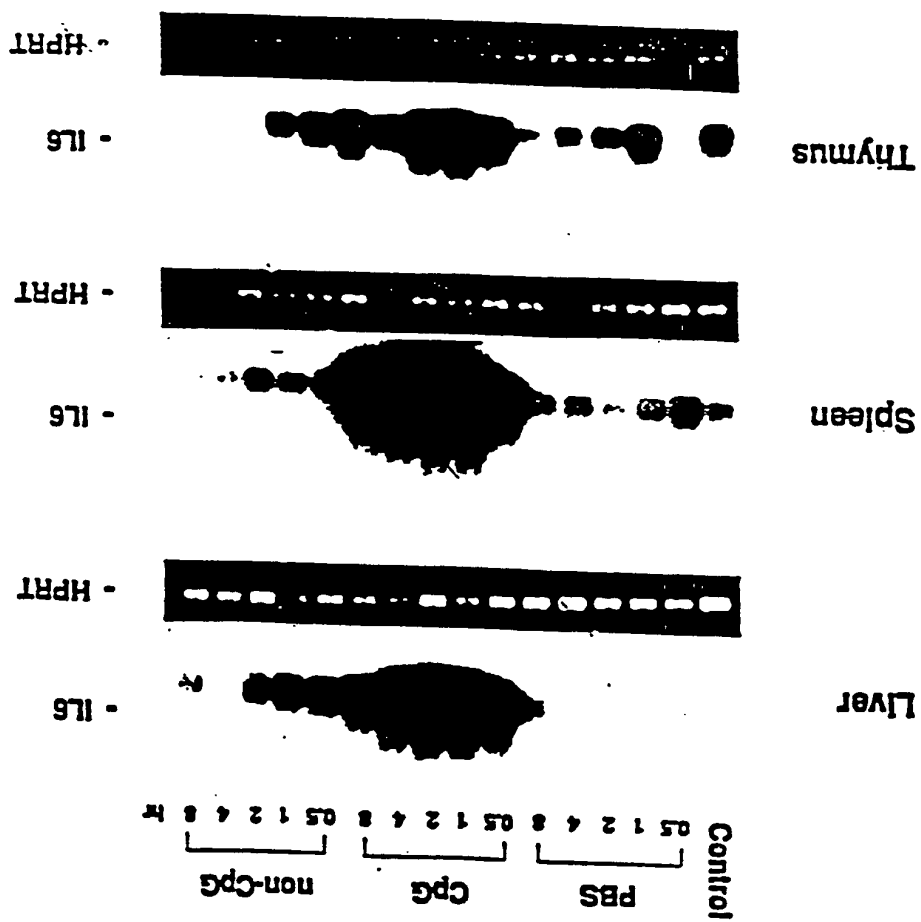 Control PBS CpG non-CpG
0.5 1 2 4 8 0.5 1 2 4 8 0.5 1 2 4 8 hr
Liver - IL6
- HPRT
Spleen - IL6
- HPRT
Thymus - IL6
- HPRT